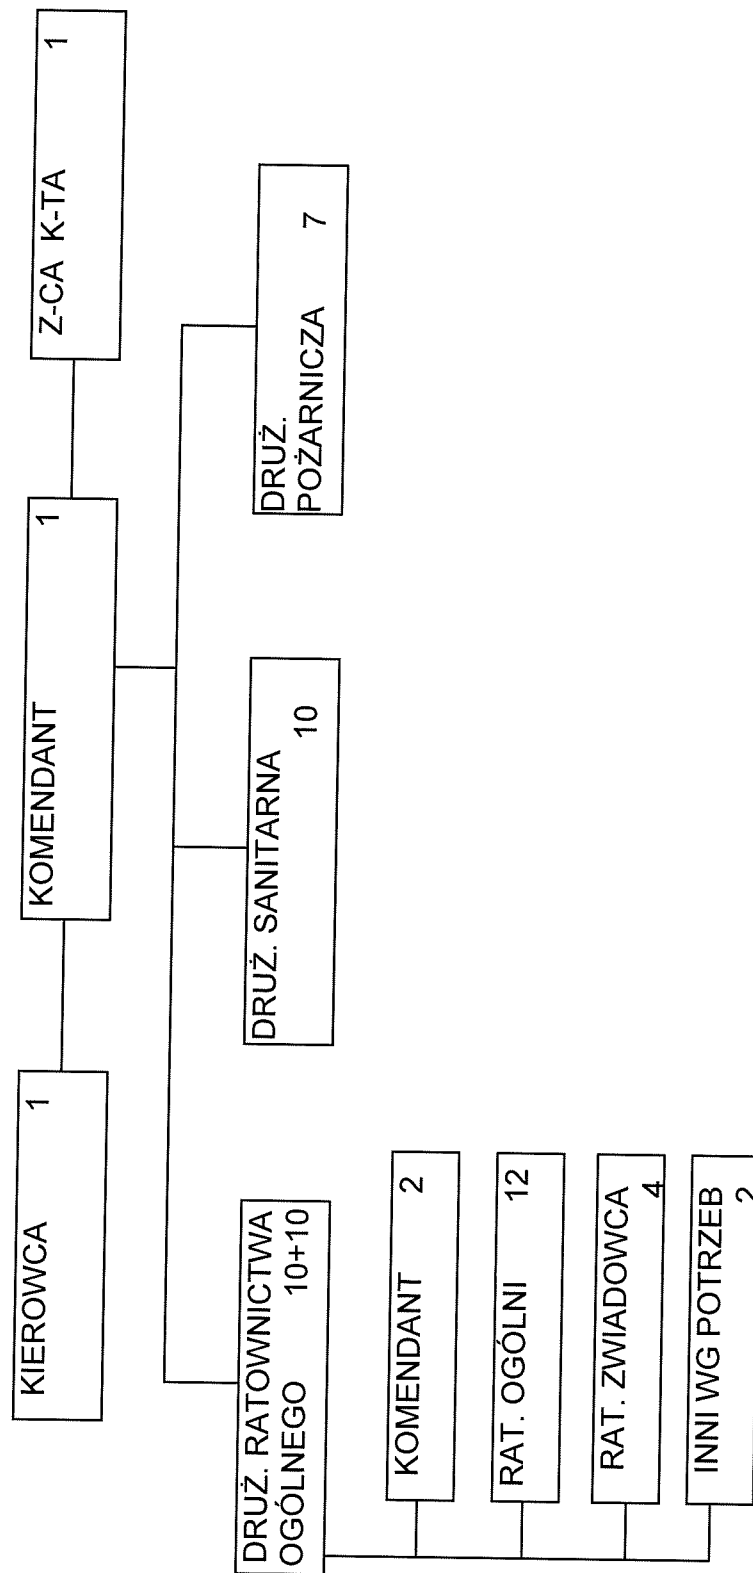 KIEROWCA 1
KOMENDANT 1
Z-CA K-TA 1
DRUŻ. RATOWNICTWA
OGÓLNEGO 10+10
DRUŻ. SANITARNA
10
DRUŻ.
POŻARNICZA 7
KOMENDANT 2
RAT. OGÓLNI 12
RAT. ZWIADOWCA
4
INNI WG POTRZEB
2